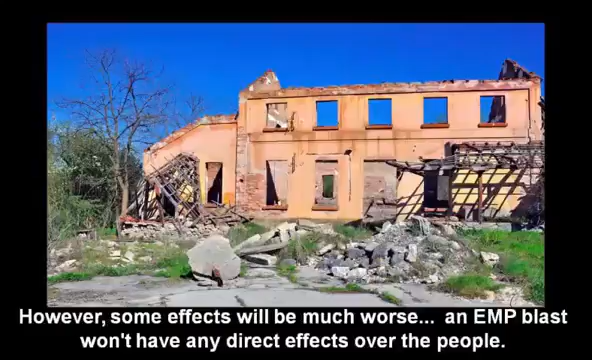 However, some effects will be much worse...  an EMP blast
won't have any direct effects over the people.